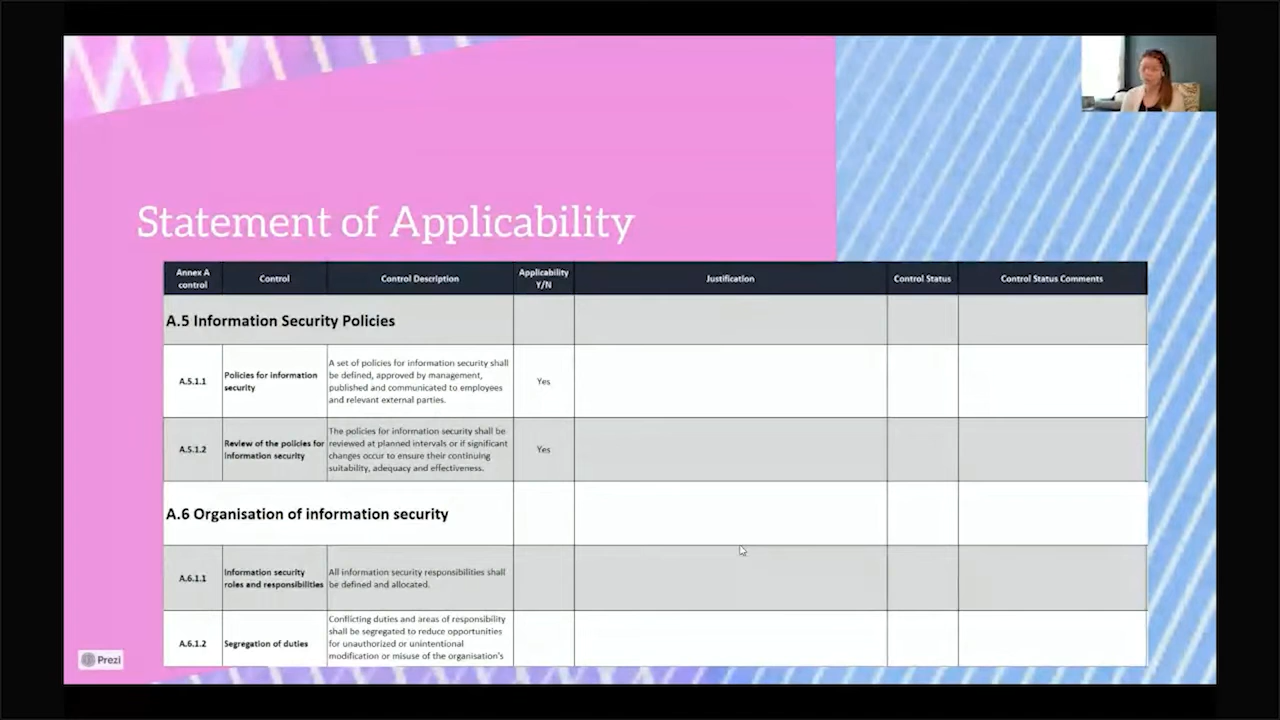 Statement of Applicability
Annex A
control
Control
Control Description
Applicability
Y/N
Justification
Control Status
Control Status Comments
A.5 Information Security Policies
A.5.1.1
Policies for information
security
A set of policies for information security shall
be defined, approved by management,
published and communicated to employees
and relevant external parties.
Yes
A.5.1.2
Review of the policies for
information security
The policies for information security shall be
reviewed at planned intervals or if significant
changes occur to ensure their continuing
suitability, adequacy and effectiveness.
Yes
A.6 Organisation of information security
A.6.1.1
Information security
roles and responsibilities
All information security responsibilities shall
be defined and allocated.
A.6.1.2
Segregation of duties
Conflicting duties and areas of responsibility
shall be segregated to reduce opportunities
for unauthorized or unintentional
modification or misuse of the organisation's
Prezi